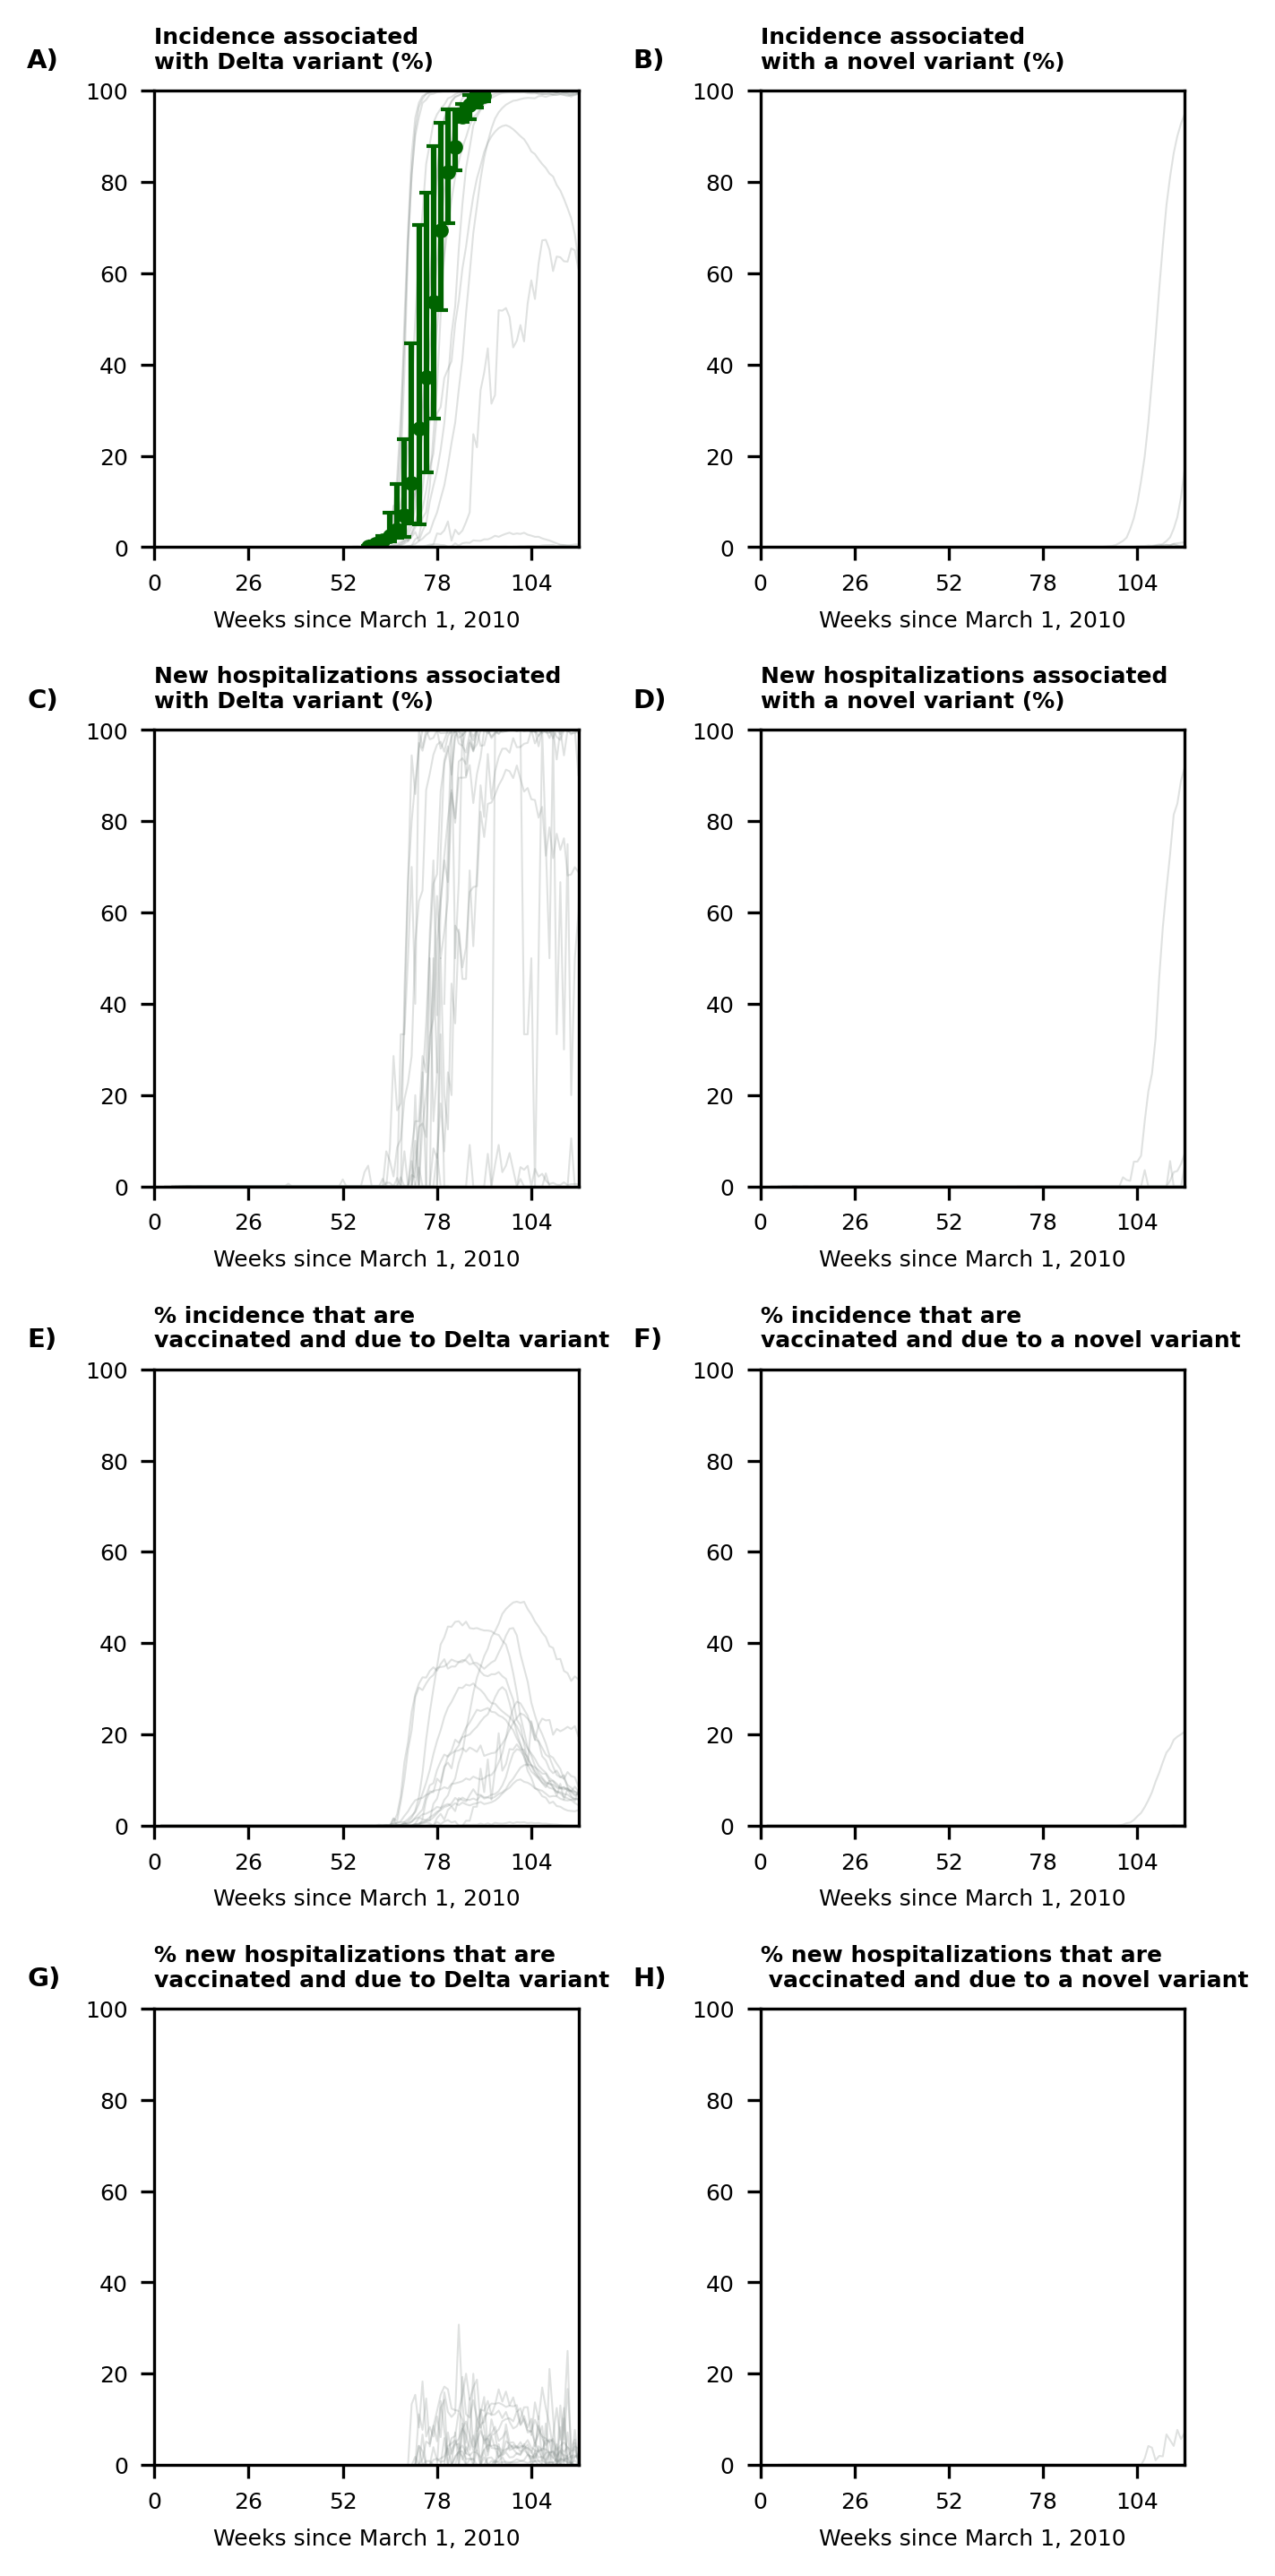 A)
Incidence associated
with Delta variant (%)
100
80
60
40
20
0
0 26 52 78 104
Weeks since March 1, 2010
B)
Incidence associated
with a novel variant (%)
100
80
60
40
20
0
0 26 52 78 104
Weeks since March 1, 2010
C)
New hospitalizations associated
with Delta variant (%)
100
80
60
40
20
0
0 26 52 78 104
Weeks since March 1, 2010
D)
New hospitalizations associated
with a novel variant (%)
100
80
60
40
20
0
0 26 52 78 104
Weeks since March 1, 2010
E)
% incidence that are
vaccinated and due to Delta variant
100
80
60
40
20
0
0 26 52 78 104
Weeks since March 1, 2010
F)
% incidence that are
vaccinated and due to a novel variant
100
80
60
40
20
0
0 26 52 78 104
Weeks since March 1, 2010
G)
% new hospitalizations that are
vaccinated and due to Delta variant
100
80
60
40
20
0
0 26 52 78 104
Weeks since March 1, 2010
H)
% new hospitalizations that are
vaccinated and due to a novel variant
100
80
60
40
20
0
0 26 52 78 104
Weeks since March 1, 2010